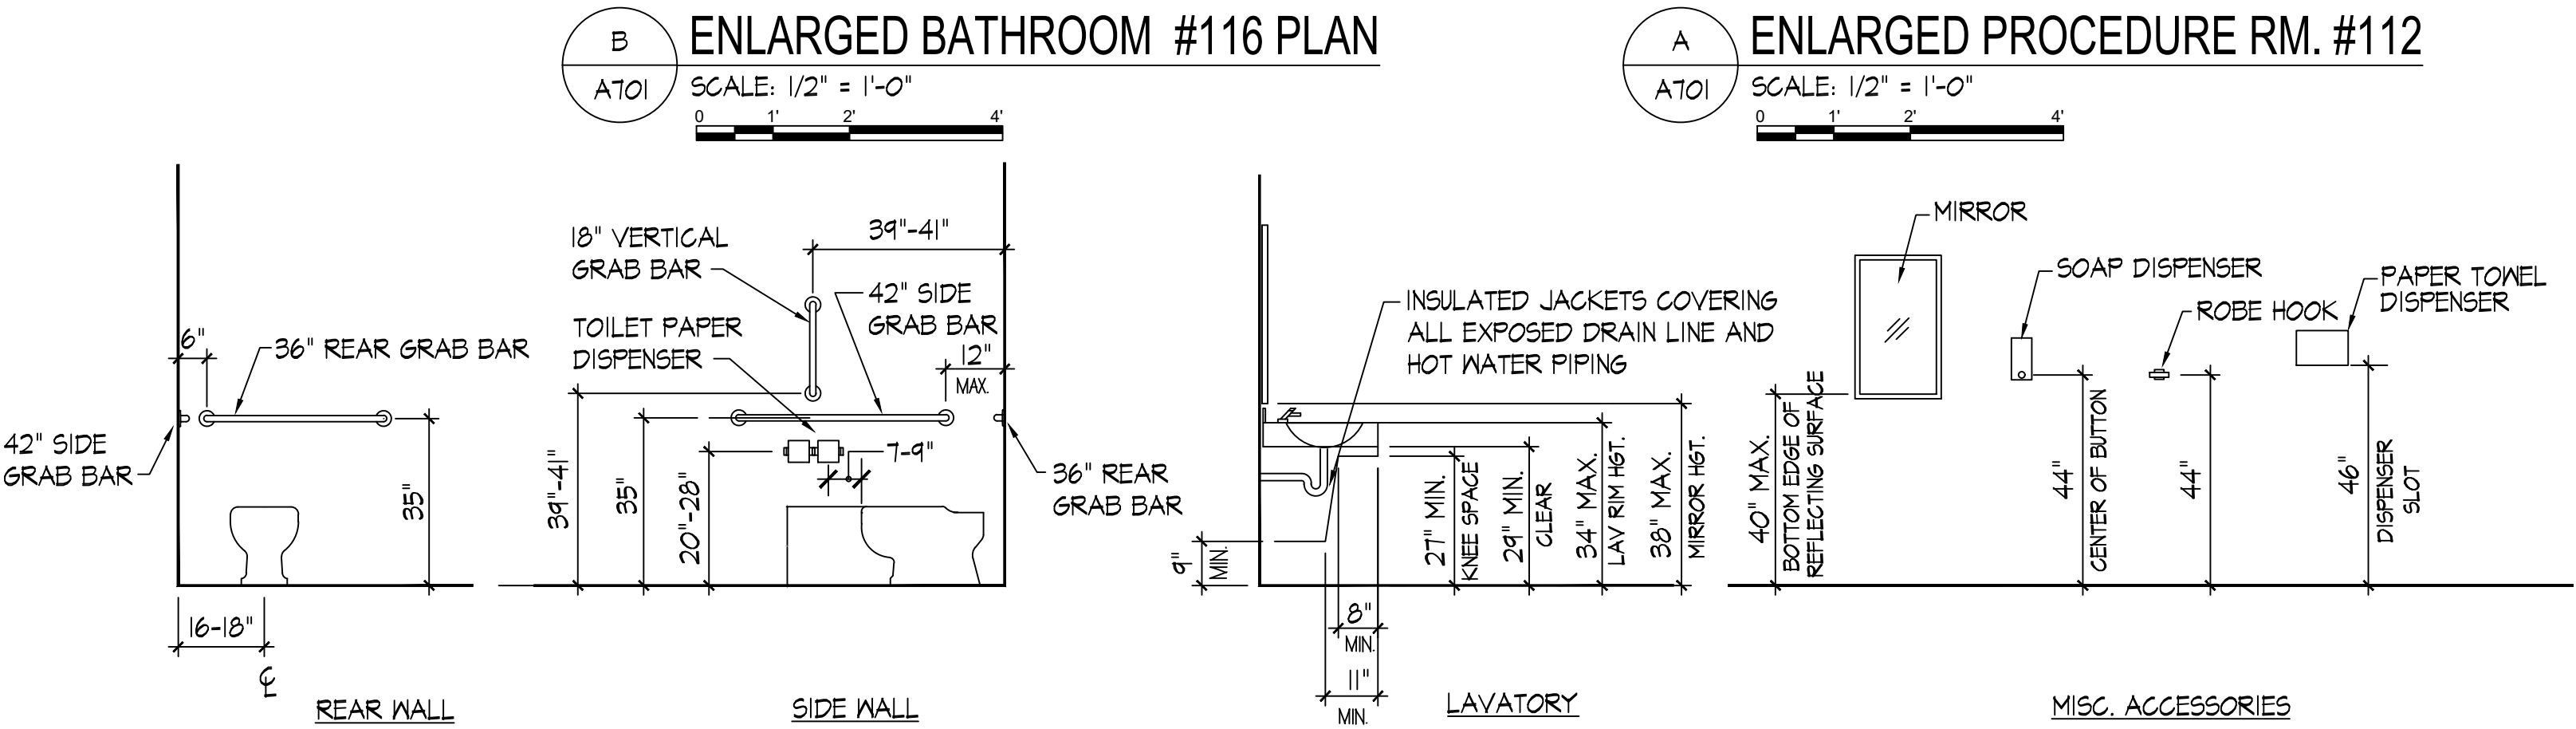 B
A701
ENLARGED BATHROOM #116 PLAN
SCALE: 1/2" = 1'-0"
0 1' 2' 4'
A
A701
ENLARGED PROCEDURE RM. #112
SCALE: 1/2" = 1'-0"
0 1' 2' 4'
6"
36" REAR GRAB BAR
42" SIDE
GRAB BAR
35"
16-18"
℄
REAR WALL
18" VERTICAL
GRAB BAR
39"-41"
42" SIDE
GRAB BAR
TOILET PAPER
DISPENSER
12"
MAX.
7-9"
39"-41"
35"
20"-28"
36" REAR
GRAB BAR
SIDE WALL
INSULATED JACKETS COVERING
ALL EXPOSED DRAIN LINE AND
HOT WATER PIPING
9"
MIN.
27" MIN.
KNEE SPACE
29" MIN.
CLEAR
34" MAX.
LAV RIM HGT.
38" MAX.
MIRROR HGT.
8"
MIN.
11"
MIN.
LAVATORY
MIRROR
SOAP DISPENSER
ROBE HOOK
PAPER TOWEL
DISPENSER
40" MAX.
BOTTOM EDGE OF
REFLECTING SURFACE
44"
CENTER OF BUTTON
44"
46"
DISPENSER
SLOT
MISC. ACCESSORIES